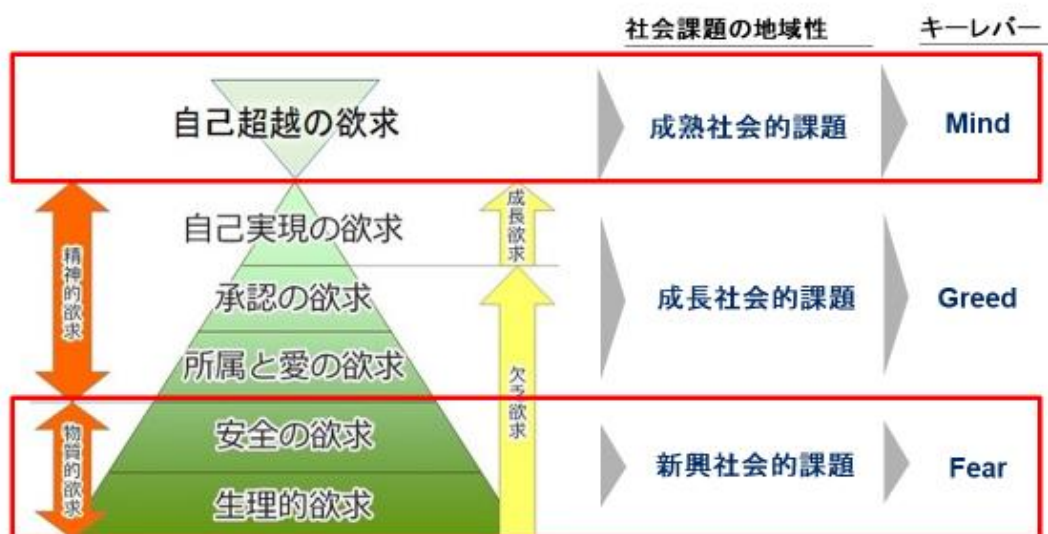 社会課題の地域性
キーレバー
自己超越の欲求
成熟社会的課題
Mind
精神的欲求
自己実現の欲求
成長欲求
承認の欲求
所属と愛の欲求
成長社会的課題
Greed
物質的欲求
安全の欲求
生理的欲求
欠乏欲求
新興社会的課題
Fear